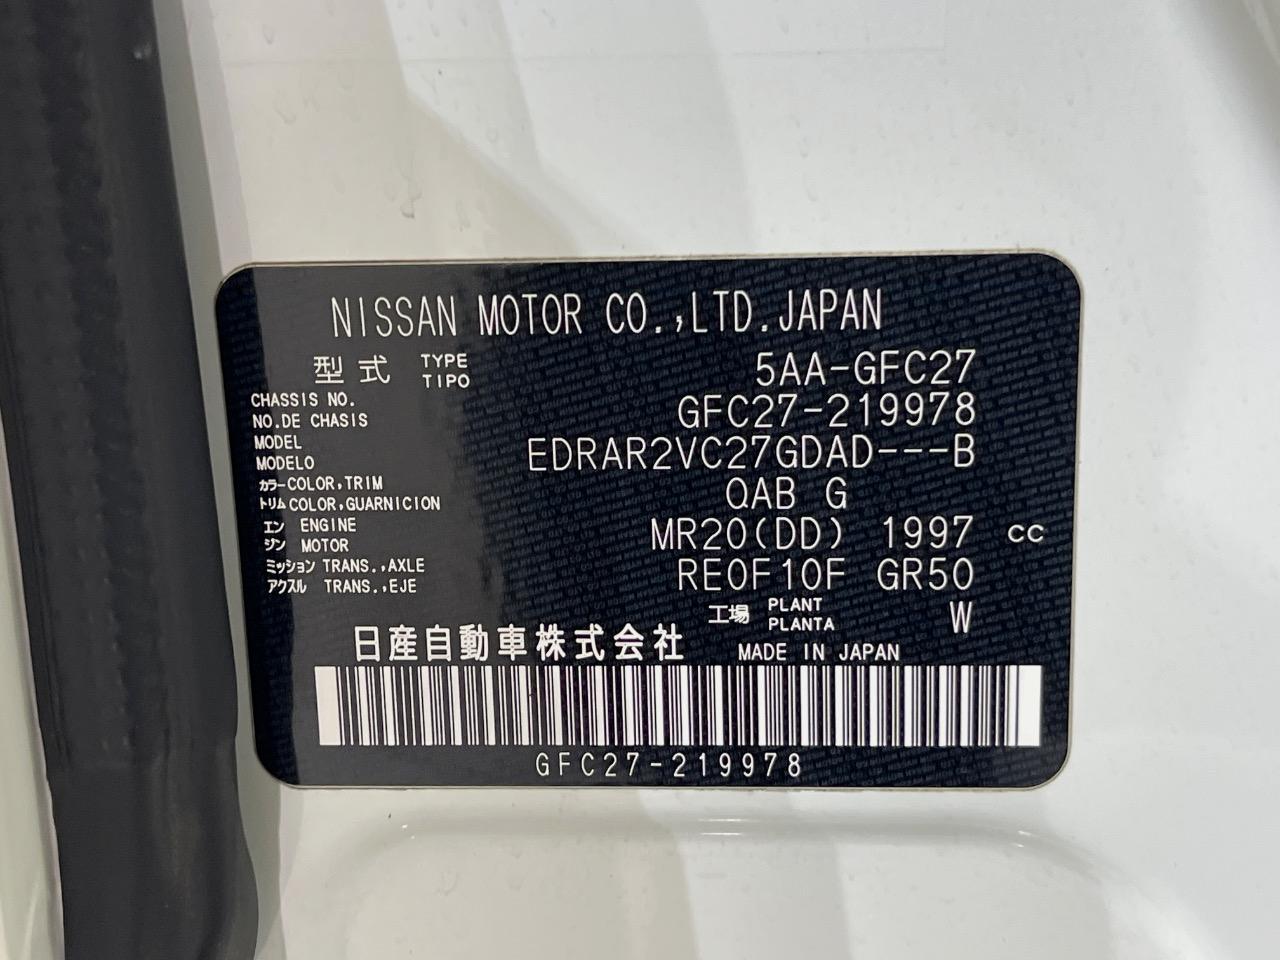 NISSAN MOTOR CO.,LTD.JAPAN
型式 TYPE TIPO 5AA-GFC27
CHASSIS NO. NO.DE CHASIS GFC27-219978
MODEL MODELO EDRAR2VC27GDAD---B
カラー COLOR,TRIM トリム COLOR,GUARNICION QAB G
エンジン ENGINE MOTOR MR20(DD) 1997 cc
ミッション TRANS.,AXLE アクスル TRANS.,EJE RE0F10F GR50
工場 PLANT PLANTA W
日産自動車株式会社 MADE IN JAPAN
GFC27-219978